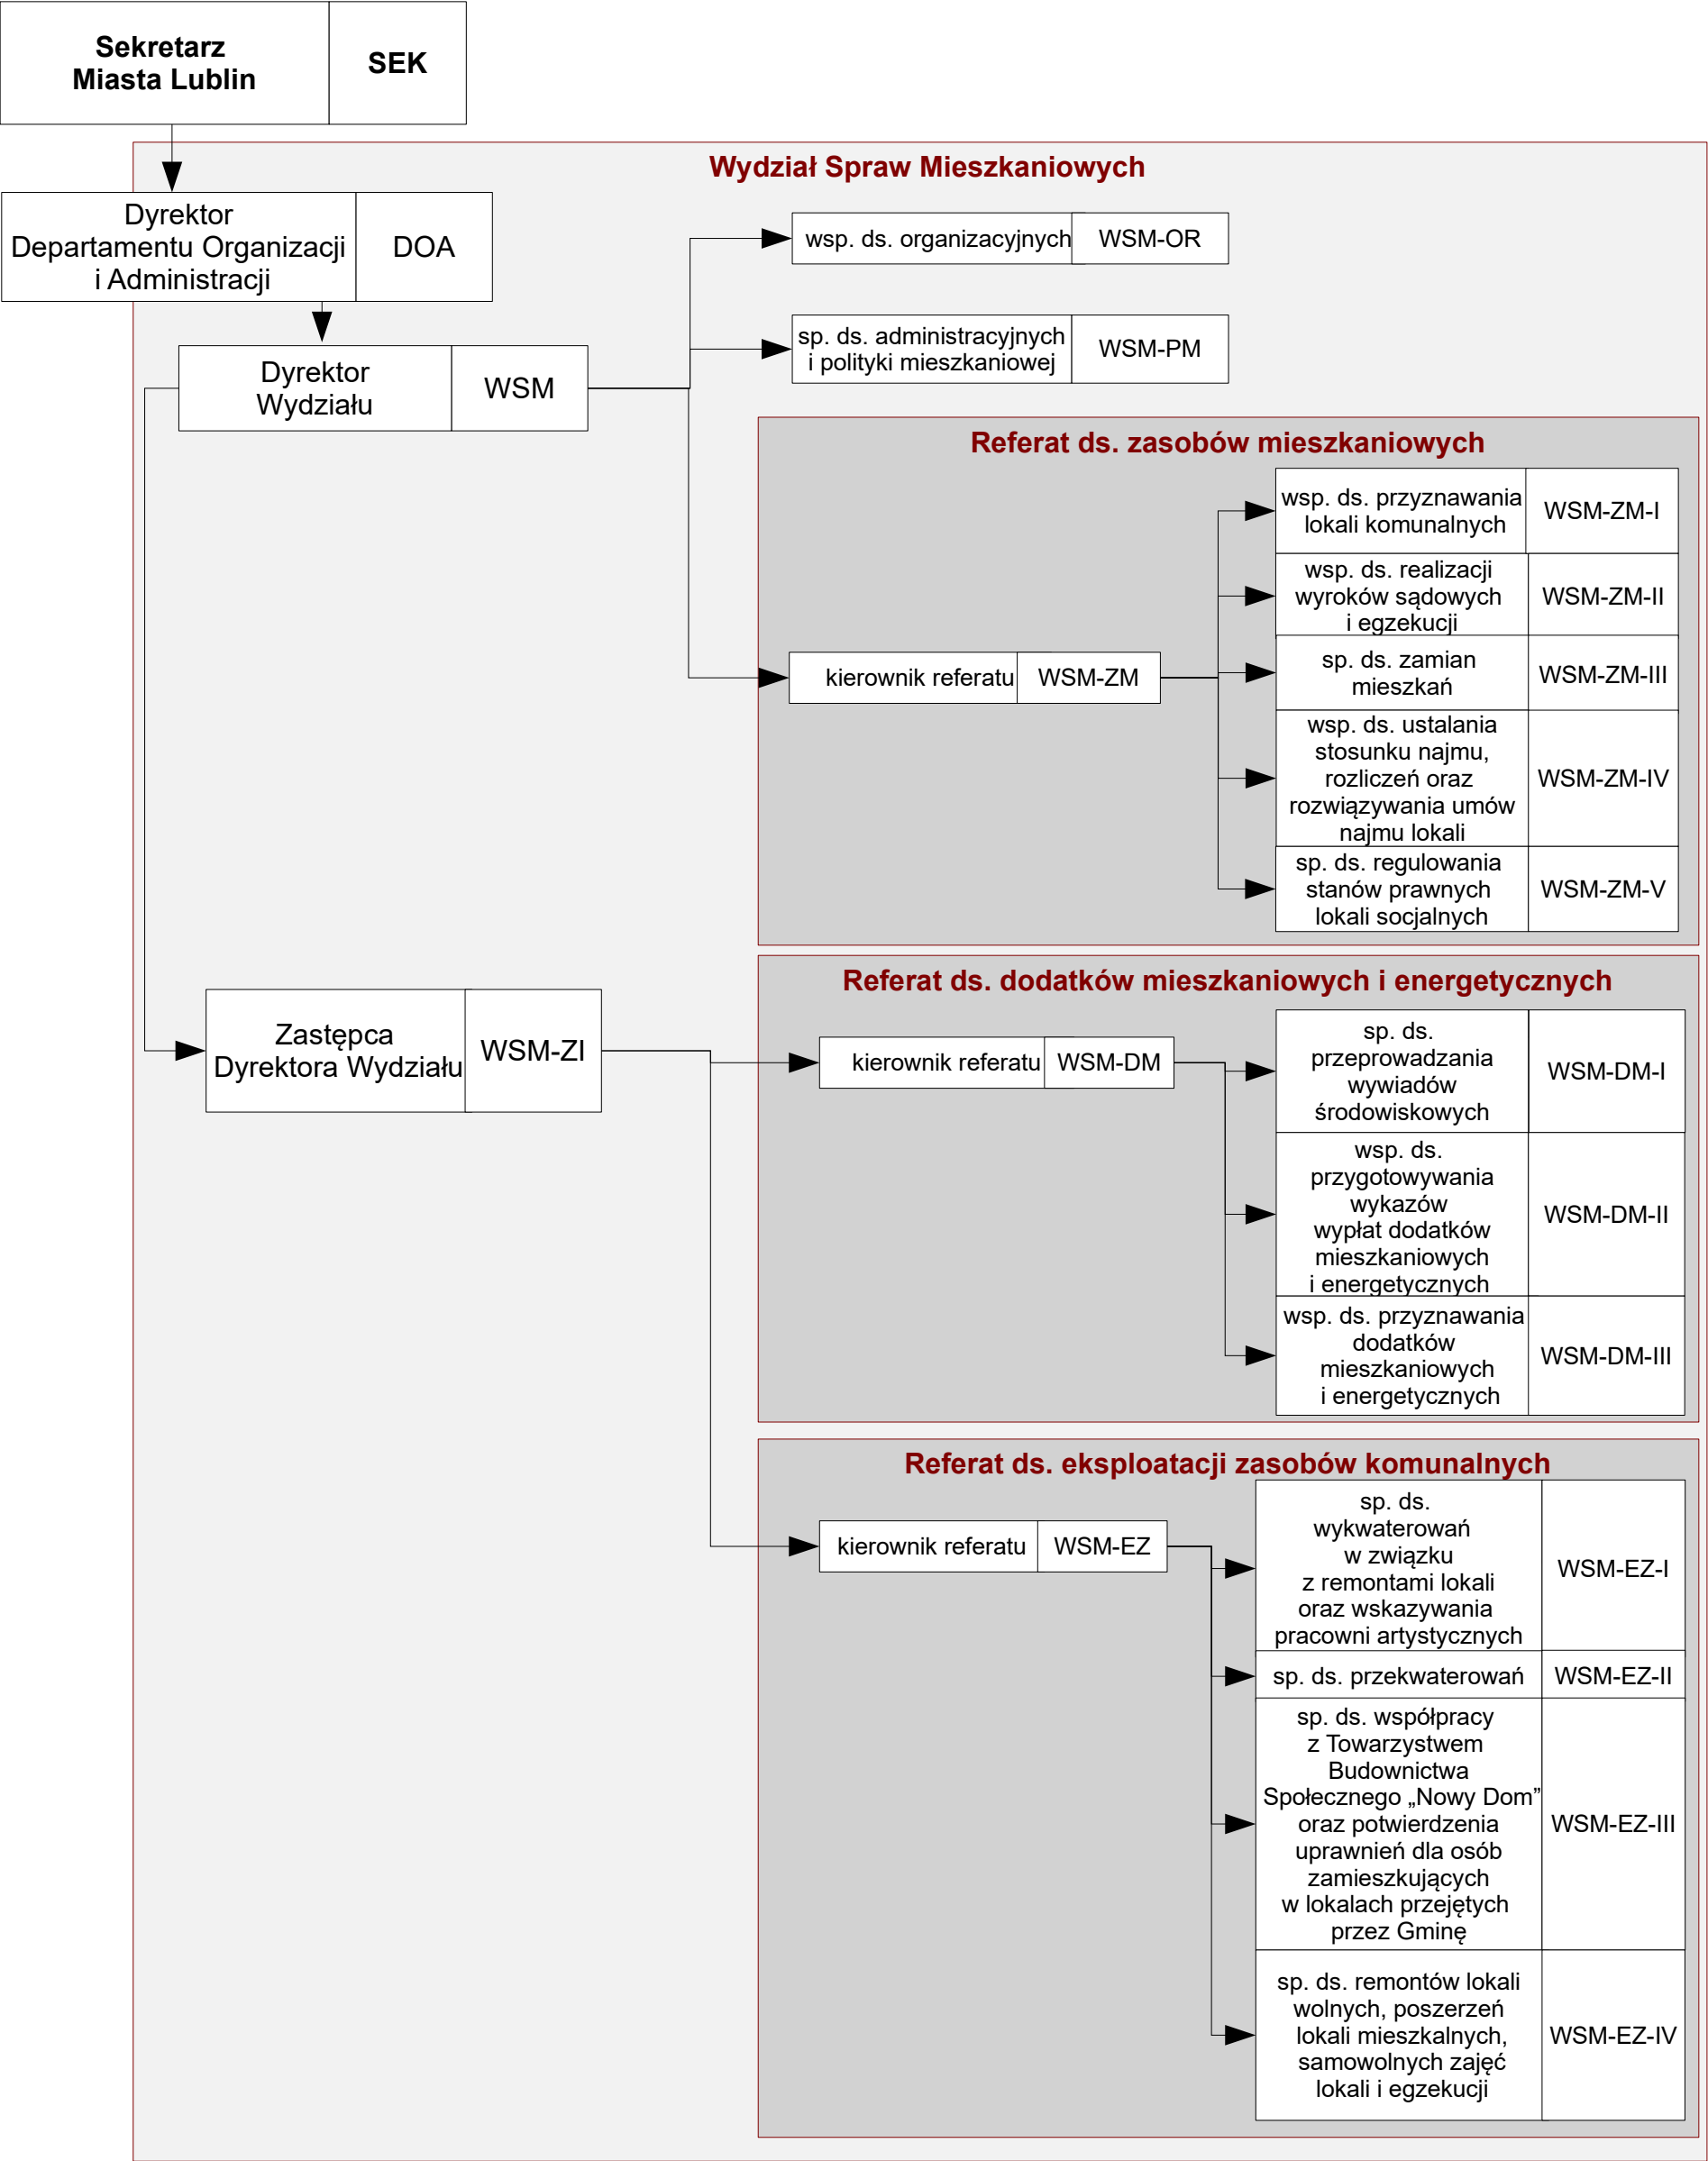 Sekretarz
Miasta Lublin
SEK
Wydział Spraw Mieszkaniowych
Dyrektor
Departamentu Organizacji
i Administracji
DOA
wsp. ds. organizacyjnych
WSM-OR
sp. ds. administracyjnych
i polityki mieszkaniowej
WSM-PM
Dyrektor
Wydziału
WSM
Referat ds. zasobów mieszkaniowych
kierownik referatu
WSM-ZM
wsp. ds. przyznawania
lokali komunalnych
WSM-ZM-I
wsp. ds. realizacji
wyroków sądowych
i egzekucji
WSM-ZM-II
sp. ds. zamian
mieszkań
WSM-ZM-III
wsp. ds. ustalania
stosunku najmu,
rozliczeń oraz
rozwiązywania umów
najmu lokali
WSM-ZM-IV
sp. ds. regulowania
stanów prawnych
lokali socjalnych
WSM-ZM-V
Zastępca
Dyrektora Wydziału
WSM-ZI
Referat ds. dodatków mieszkaniowych i energetycznych
kierownik referatu
WSM-DM
sp. ds.
przeprowadzania
wywiadów
środowiskowych
WSM-DM-I
wsp. ds.
przygotowywania
wykazów
wypłat dodatków
mieszkaniowych
i energetycznych
WSM-DM-II
wsp. ds. przyznawania
dodatków
mieszkaniowych
i energetycznych
WSM-DM-III
Referat ds. eksploatacji zasobów komunalnych
kierownik referatu
WSM-EZ
sp. ds.
wykwaterowań
w związku
z remontami lokali
oraz wskazywania
pracowni artystycznych
WSM-EZ-I
sp. ds. przekwaterowań
WSM-EZ-II
sp. ds. współpracy
z Towarzystwem
Budownictwa
Społecznego „Nowy Dom”
oraz potwierdzenia
uprawnień dla osób
zamieszkujących
w lokalach przejętych
przez Gminę
WSM-EZ-III
sp. ds. remontów lokali
wolnych, poszerzeń
lokali mieszkalnych,
samowolnych zajęć
lokali i egzekucji
WSM-EZ-IV